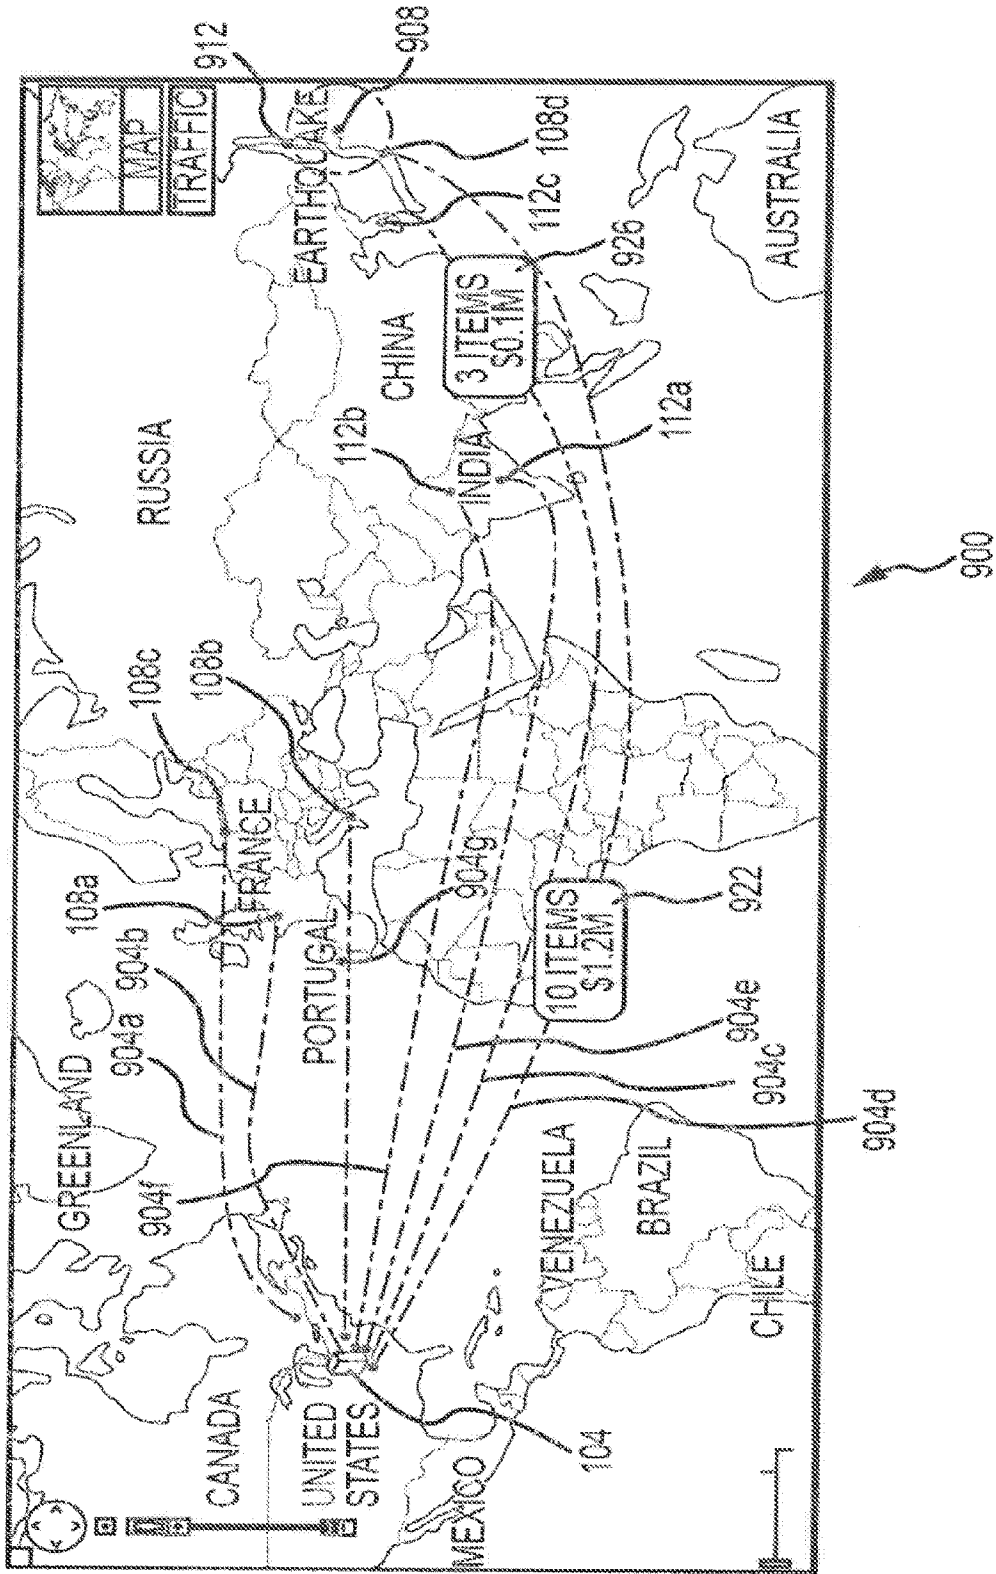 912
908
MAP
TRAFFIC
EARTHQUAKE
108d
112c
926
AUSTRALIA
RUSSIA
CHINA
3 ITEMS
$0.1M
112b
INDIA
112a
900
108c
108b
108a
FRANCE
904b
904a
PORTUGAL
904g
10 ITEMS
$1.2M
922
GREENLAND
904f
904e
904c
904d
VENEZUELA
BRAZIL
CHILE
CANADA
UNITED
STATES
104
MEXICO